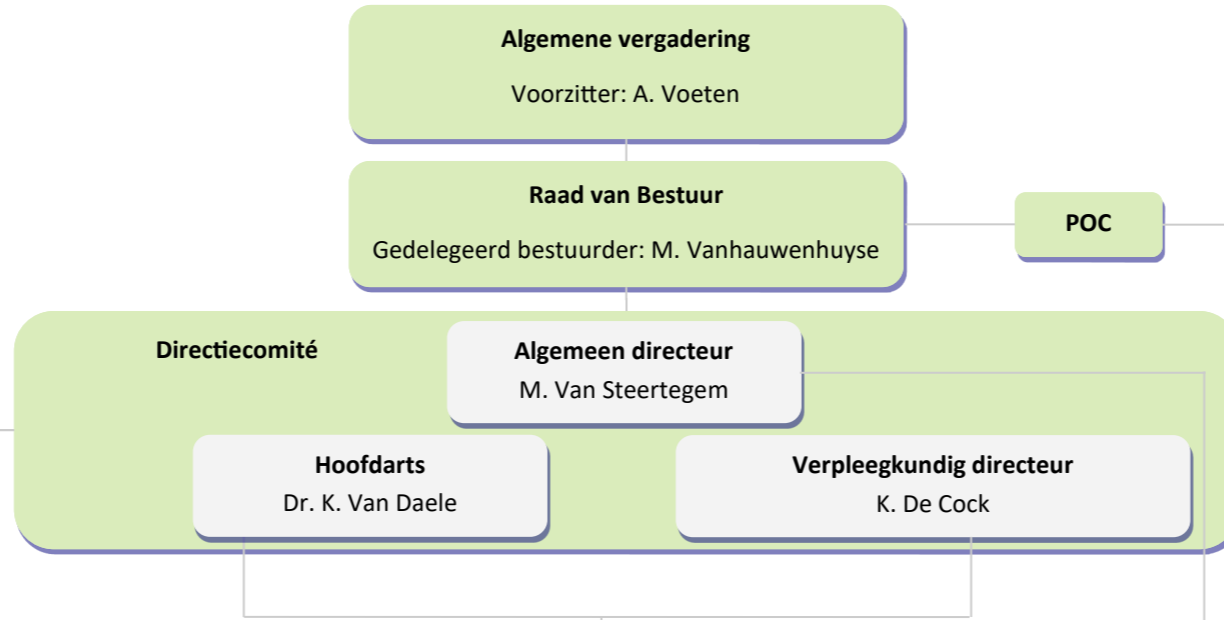 Algemene vergadering
Voorzitter: A. Voeten
Raad van Bestuur
Gedelegeerd bestuurder: M. Vanhauwenhuyse
POC
Directiecomité
Algemeen directeur
M. Van Steertegem
Hoofdarts
Dr. K. Van Daele
Verpleegkundig directeur
K. De Cock